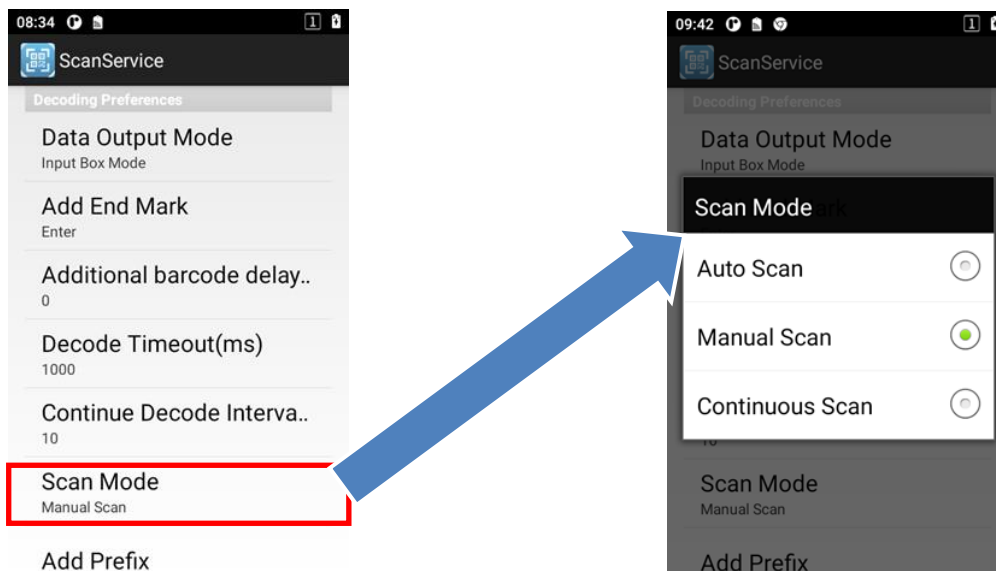 08:34
1
ScanService
Decoding Preferences
Data Output Mode
Input Box Mode
Add End Mark
Enter
Additional barcode delay..
0
Decode Timeout(ms)
1000
Continue Decode Interva..
10
Scan Mode
Manual Scan
Add Prefix
09:42
1
ScanService
Decoding Preferences
Data Output Mode
Input Box Mode
Scan Mode
Auto Scan
Manual Scan
Continuous Scan
Scan Mode
Manual Scan
Add Prefix